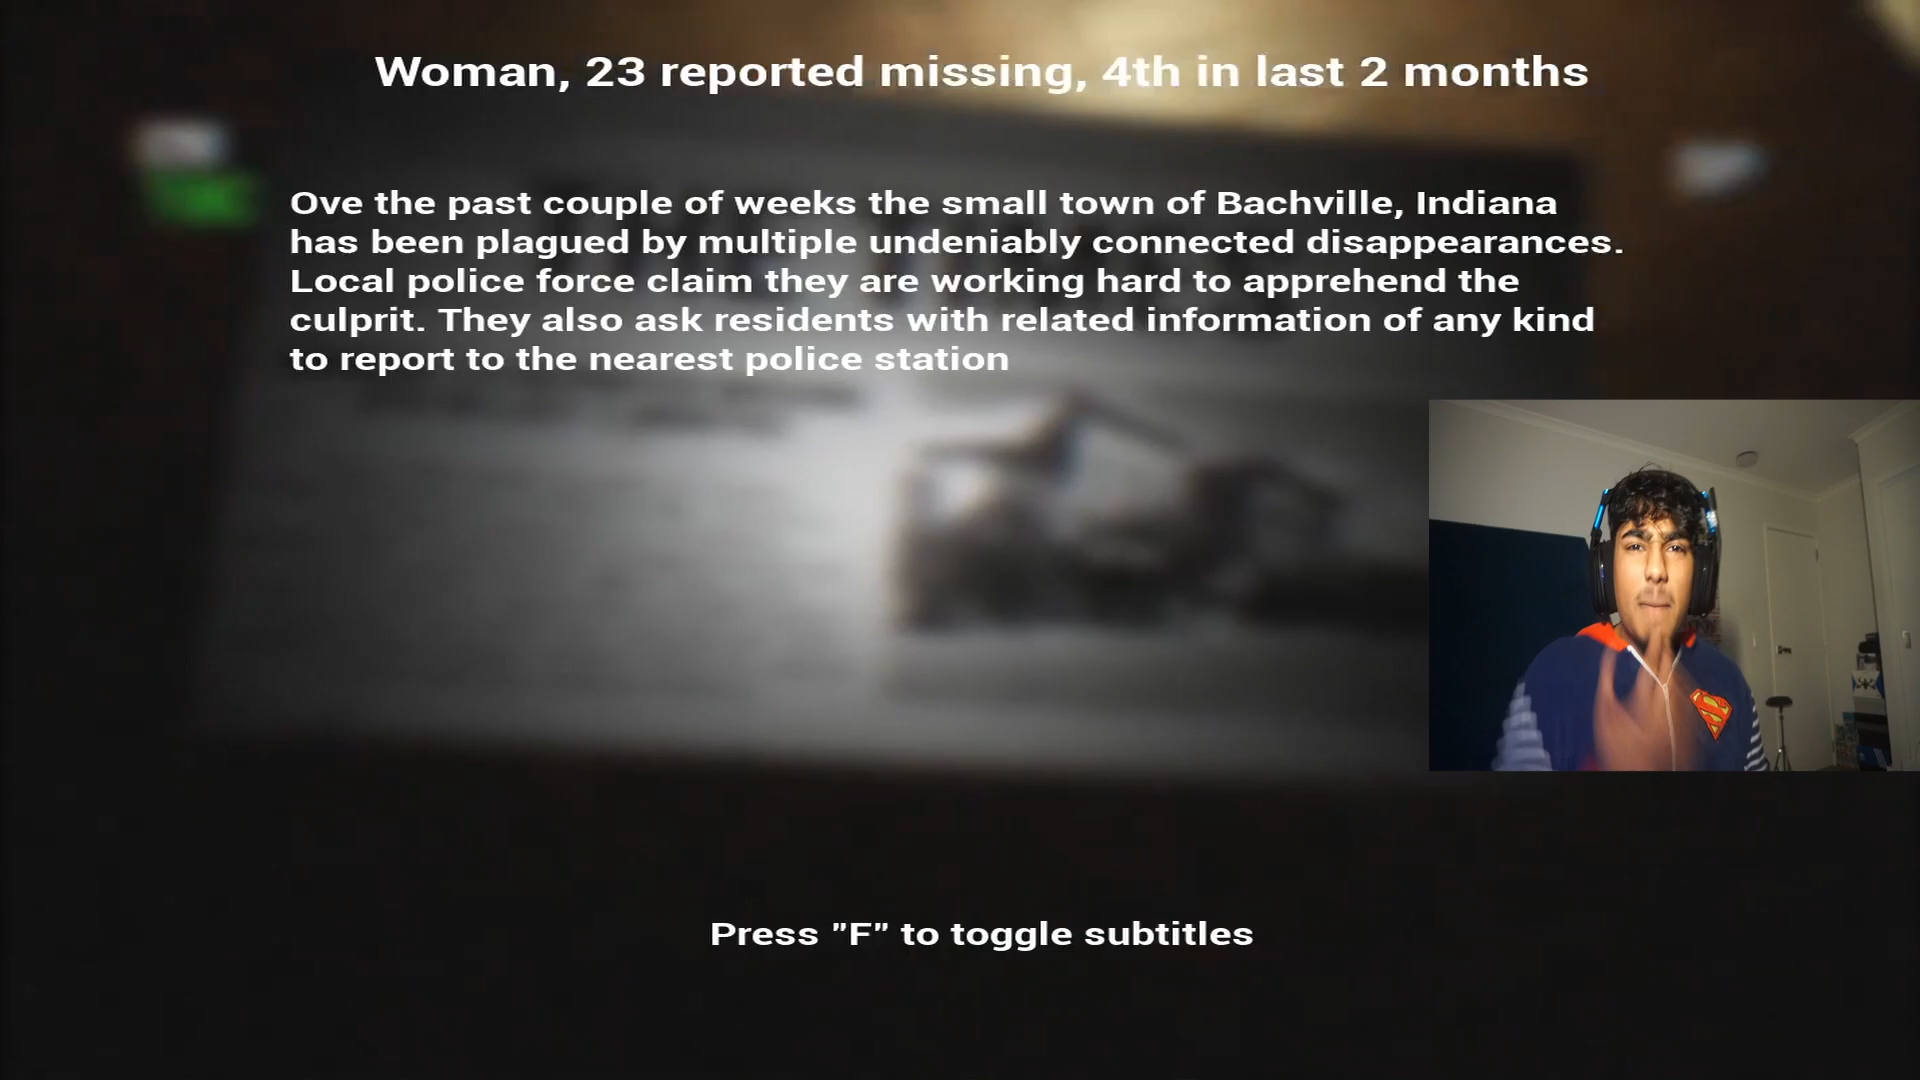 Woman, 23 reported missing, 4th in last 2 months
Ove the past couple of weeks the small town of Bachville, Indiana
has been plagued by multiple undeniably connected disappearances.
Local police force claim they are working hard to apprehend the
culprit. They also ask residents with related information of any kind
to report to the nearest police station
Press "F" to toggle subtitles